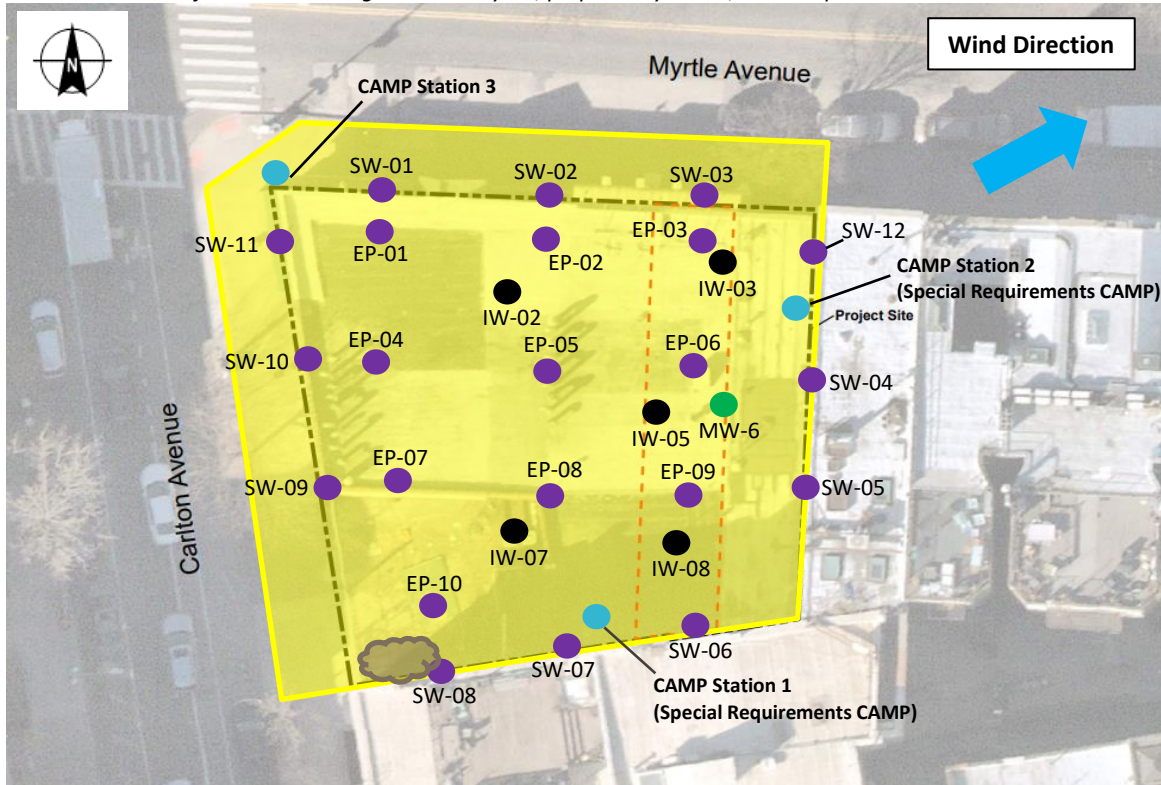 Wind Direction
Myrtle Avenue
N
CAMP Station 3
SW-01
SW-02
SW-03
SW-11
EP-01
EP-02
EP-03
SW-12
IW-03
CAMP Station 2
(Special Requirements CAMP)
IW-02
Project Site
SW-10
EP-04
EP-05
EP-06
SW-04
IW-05
MW-6
Carlton Avenue
SW-09
EP-07
EP-08
EP-09
SW-05
IW-07
IW-08
EP-10
SW-08
SW-07
SW-06
CAMP Station 1
(Special Requirements CAMP)